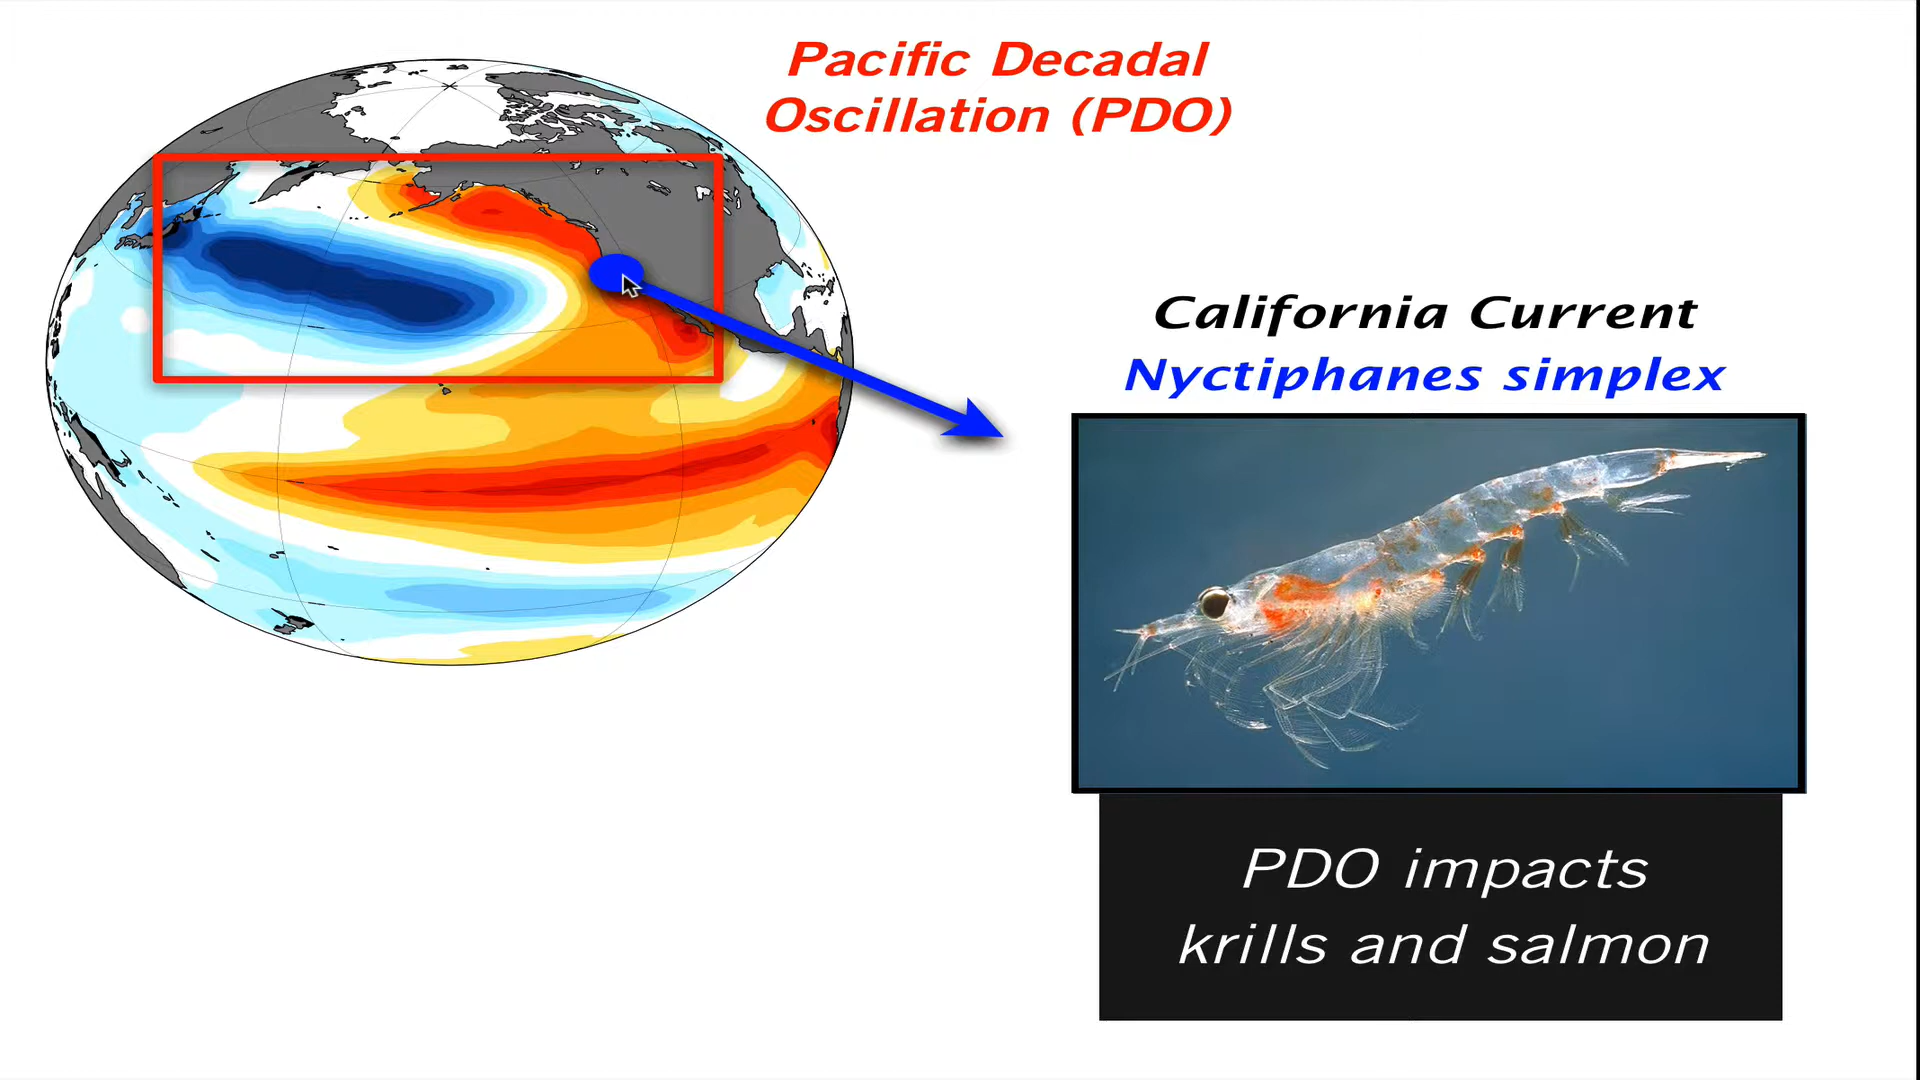 Pacific Decadal
Oscillation (PDO)
California Current
Nyctiphanes simplex
PDO impacts
krills and salmon